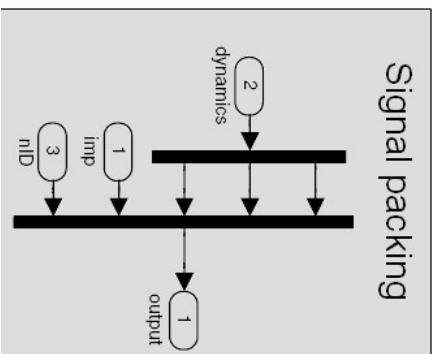 Signal packing
2
dynamics
1
imp
3
nID
1
output